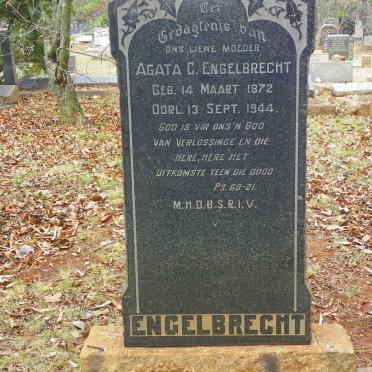 Ter
Gedagtenis van
ONS LIEWE MOEDER
AGATA C. ENGELBRECHT
GEB. 14 MAART 1872
OORL. 13 SEPT. 1944.
GOD IS VIR ONS'N GOD
VAN VERLOSSINGE EN DIE
HERE, HERE HET
UITKOMSTE TEEN DIE DOOD
PS. 68-21.
M.H.D.B.S.R.I.V.
ENGELBRECHT